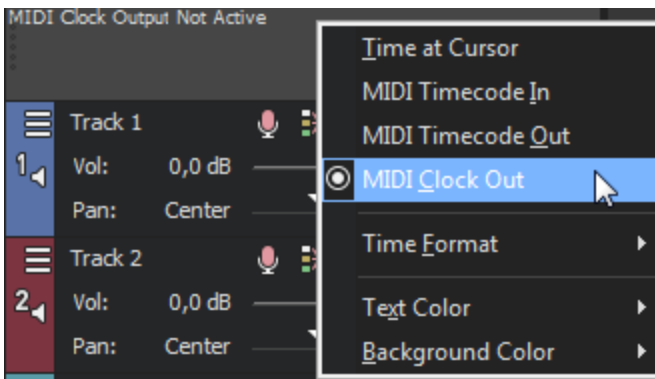 MIDI Clock Output Not Active
Time at Cursor
MIDI Timecode In
MIDI Timecode Out
MIDI Clock Out
Time Format
Text Color
Background Color
Track 1
1
Vol: 0,0 dB
Pan: Center
Track 2
2
Vol: 0,0 dB
Pan: Center